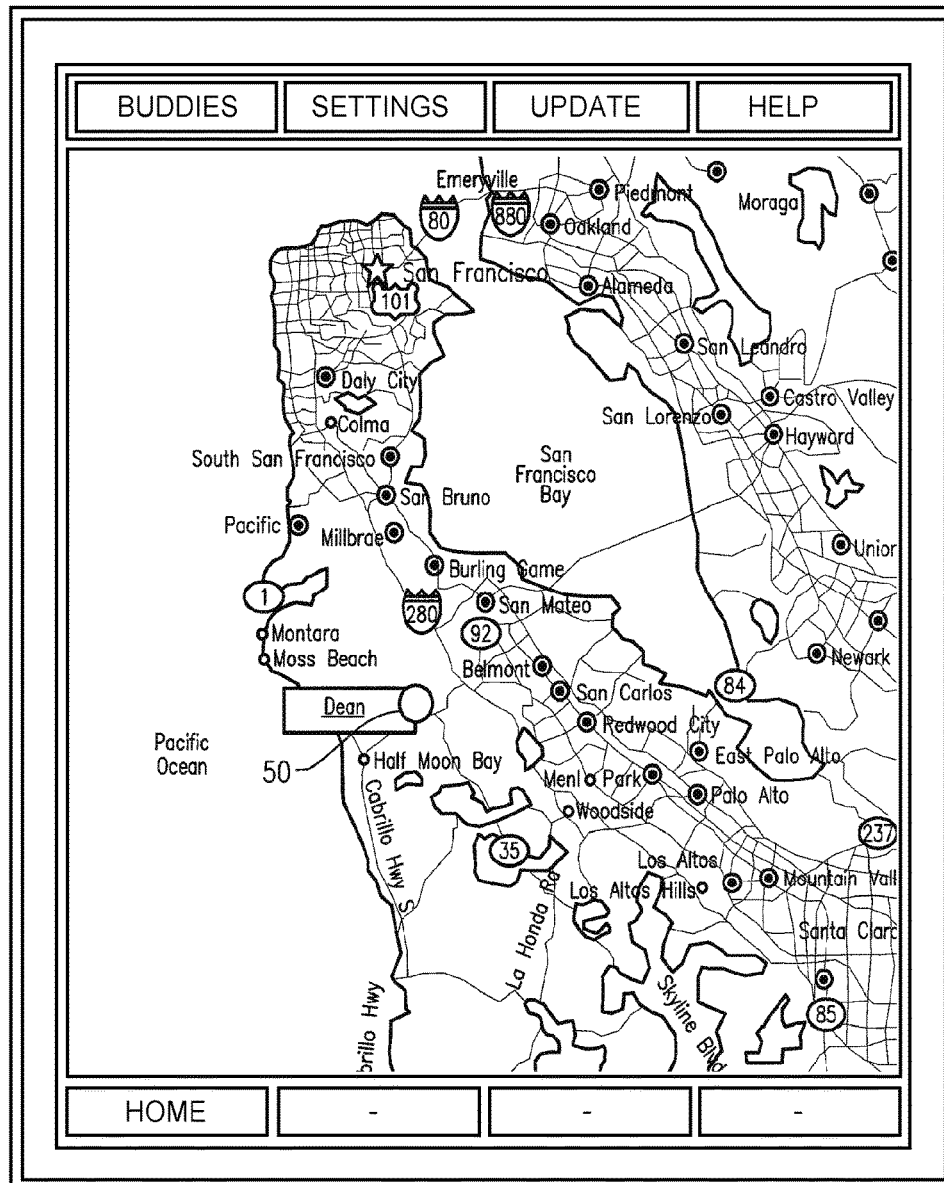 BUDDIES
SETTINGS
UPDATE
HELP
Emeryville
Piedmont
Moraga
80
880
Oakland
San Francisco
101
Alameda
San Leandro
Daly City
Castro Valley
San Lorenzo
Colma
Hayward
South San Francisco
San
Francisco
Bay
San Bruno
Pacific
Millbrae
Union
Burling Game
1
280
San Mateo
92
Montara
Moss Beach
Belmont
Newark
84
San Carlos
Dean
Redwood City
Pacific
Ocean
50
Half Moon Bay
East Palo Alto
Menl Park
Palo Alto
Woodside
Cabrillo Hwy S
237
35
Los Altos
Mountain Vall
Los Altos Hills
La Honda Rd
Santa Clara
Skyline Blvd
85
brillo Hwy
HOME
-
-
-